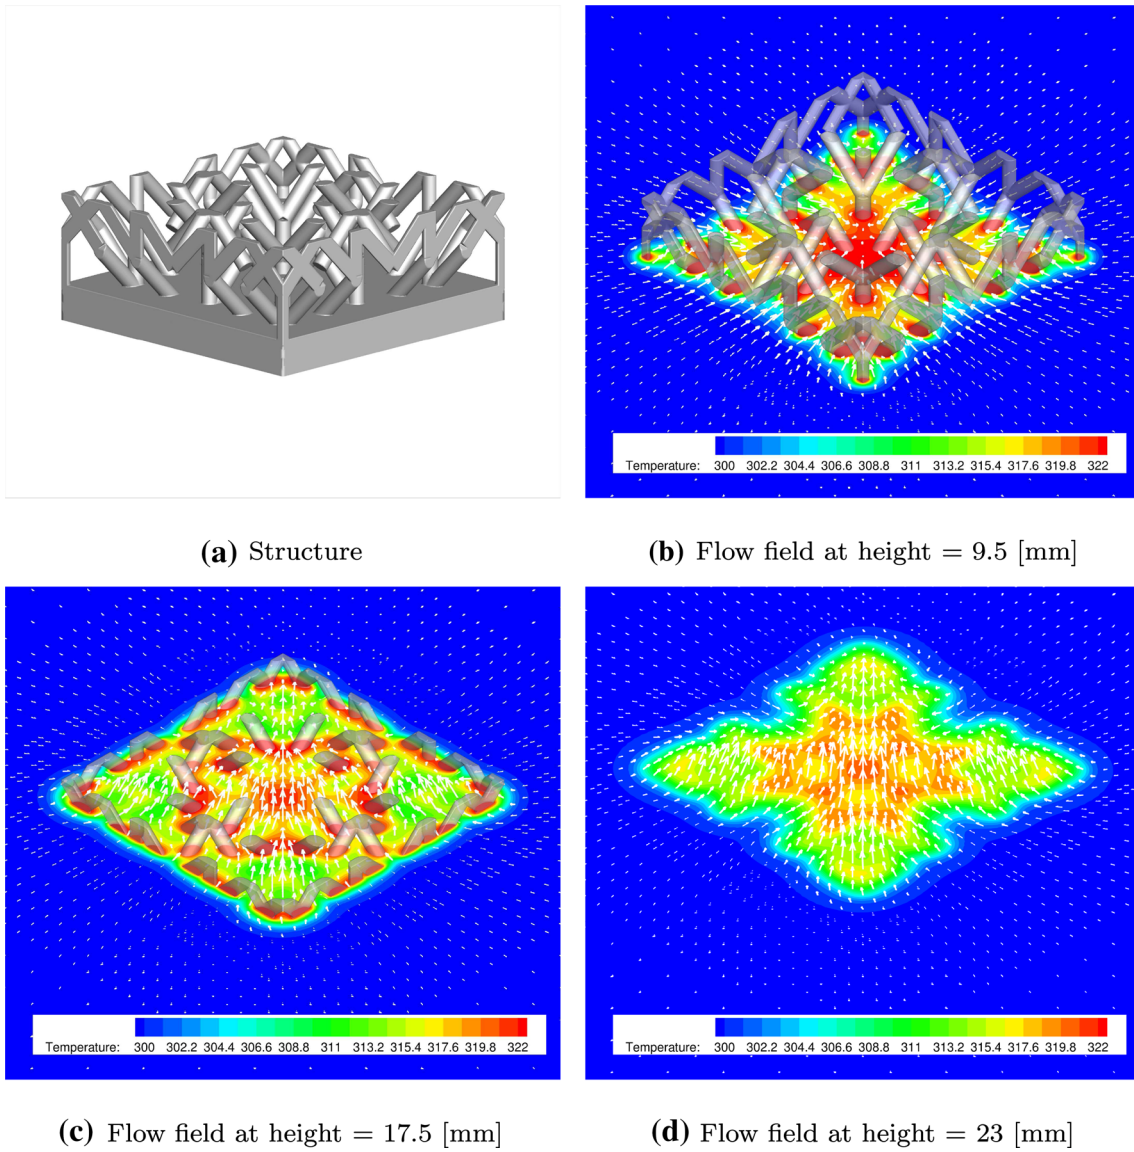 (a) Structure
Temperature: 300 302.2 304.4 306.6 308.8 311 313.2 315.4 317.6 319.8 322
(b) Flow field at height = 9.5 [mm]
Temperature: 300 302.2 304.4 306.6 308.8 311 313.2 315.4 317.6 319.8 322
Temperature: 300 302.2 304.4 306.6 308.8 311 313.2 315.4 317.6 319.8 322
(c) Flow field at height = 17.5 [mm]
(d) Flow field at height = 23 [mm]